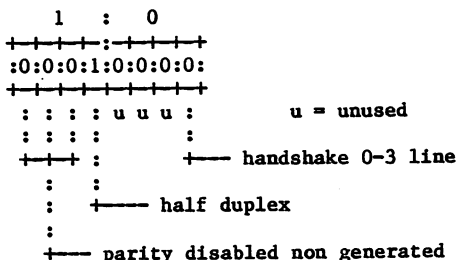 1 : 0
+-+-+-+-:-+-+-+-+
:0:0:0:1:0:0:0:0:
+-+-+-+-+-+-+-+-+
: : : : u u u : u = unused
: : : : :
+-+-+ : +--- handshake 0-3 line
: :
: +--- half duplex
:
+--- parity disabled non generated